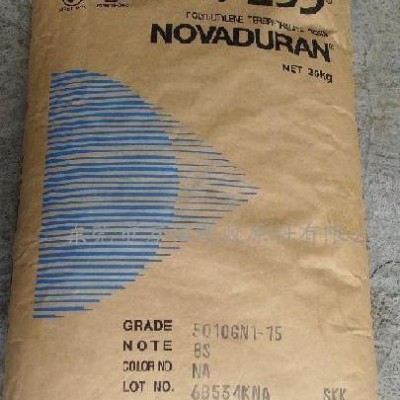 POLYBUTYLENE TEREPHTHALATE RESIN
NOVADURAN®
NET 25kg
GRADE 5010GN1-75
NOTE BS
COLOR NO NA
LOT NO. 68534KNA SKK